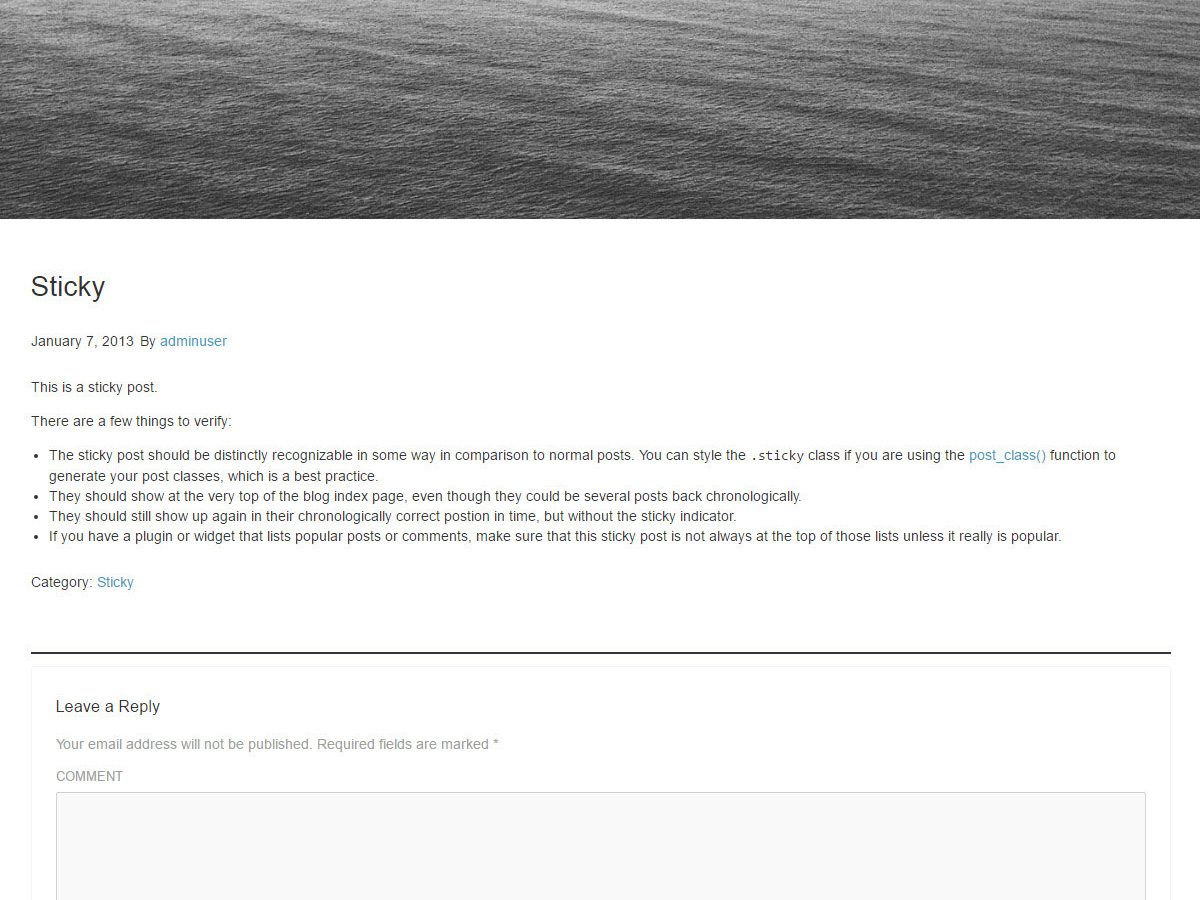 Sticky
January 7, 2013 By adminuser
This is a sticky post.
There are a few things to verify:
The sticky post should be distinctly recognizable in some way in comparison to normal posts. You can style the .sticky class if you are using the post_class() function to
generate your post classes, which is a best practice.
They should show at the very top of the blog index page, even though they could be several posts back chronologically.
They should still show up again in their chronologically correct postion in time, but without the sticky indicator.
If you have a plugin or widget that lists popular posts or comments, make sure that this sticky post is not always at the top of those lists unless it really is popular.
Category: Sticky
Leave a Reply
Your email address will not be published. Required fields are marked *
COMMENT